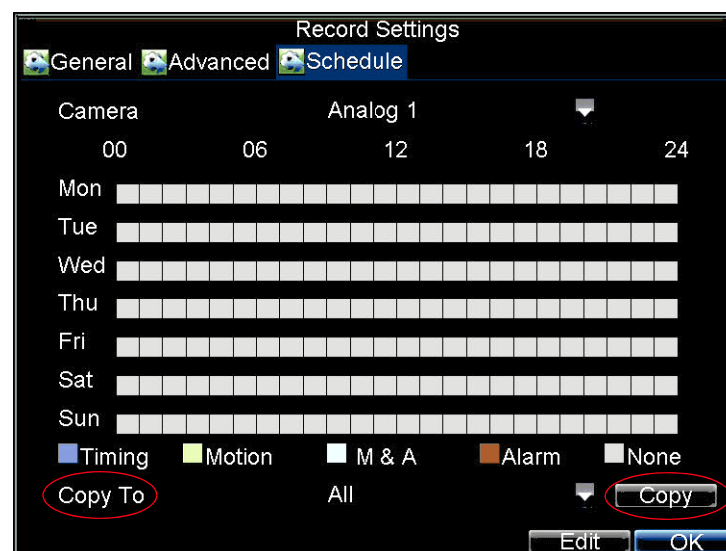 Record Settings
General Advanced Schedule
Camera Analog 1
00 06 12 18 24
Mon
Tue
Wed
Thu
Fri
Sat
Sun
Timing Motion M & A Alarm None
Copy To All Copy
Edit OK